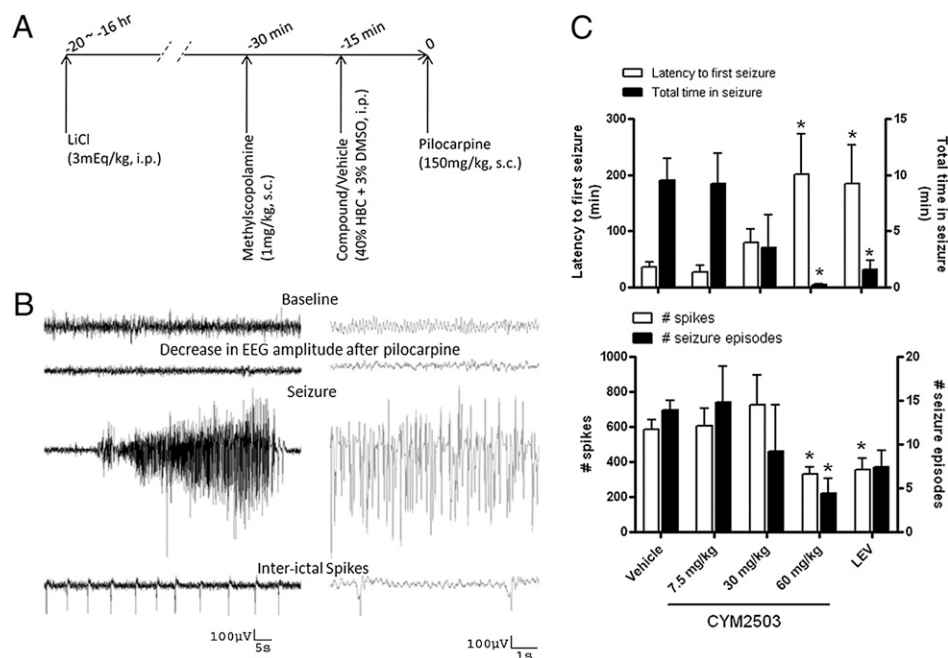 A
-20 ~ -16 hr
-30 min
-15 min
0
LiCl
(3mEq/kg, i.p.)
Methylscopolamine
(1mg/kg, s.c.)
Compound/Vehicle
(40% HBC + 3% DMSO, i.p.)
Pilocarpine
(150mg/kg, s.c.)
B
Baseline
Decrease in EEG amplitude after pilocarpine
Seizure
Inter-ictal Spikes
100μV
5s
100μV
1s
C
Latency to first seizure
Total time in seizure
Latency to first seizure
(min)
300
200
100
0
* * * *
15
10
5
0
Total time in seizure
(min)
# spikes
# seizure episodes
# spikes
1000
800
600
400
200
0
* * *
20
15
10
5
0
# seizure episodes
Vehicle
7.5 mg/kg
30 mg/kg
60 mg/kg
LEV
CYM2503